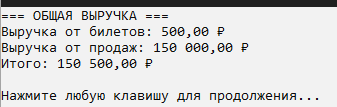 === ОБЩАЯ ВЫРУЧКА ===
Выручка от билетов: 500,00 ₽
Выручка от продаж: 150 000,00 ₽
Итого: 150 500,00 ₽
Нажмите любую клавишу для продолжения...